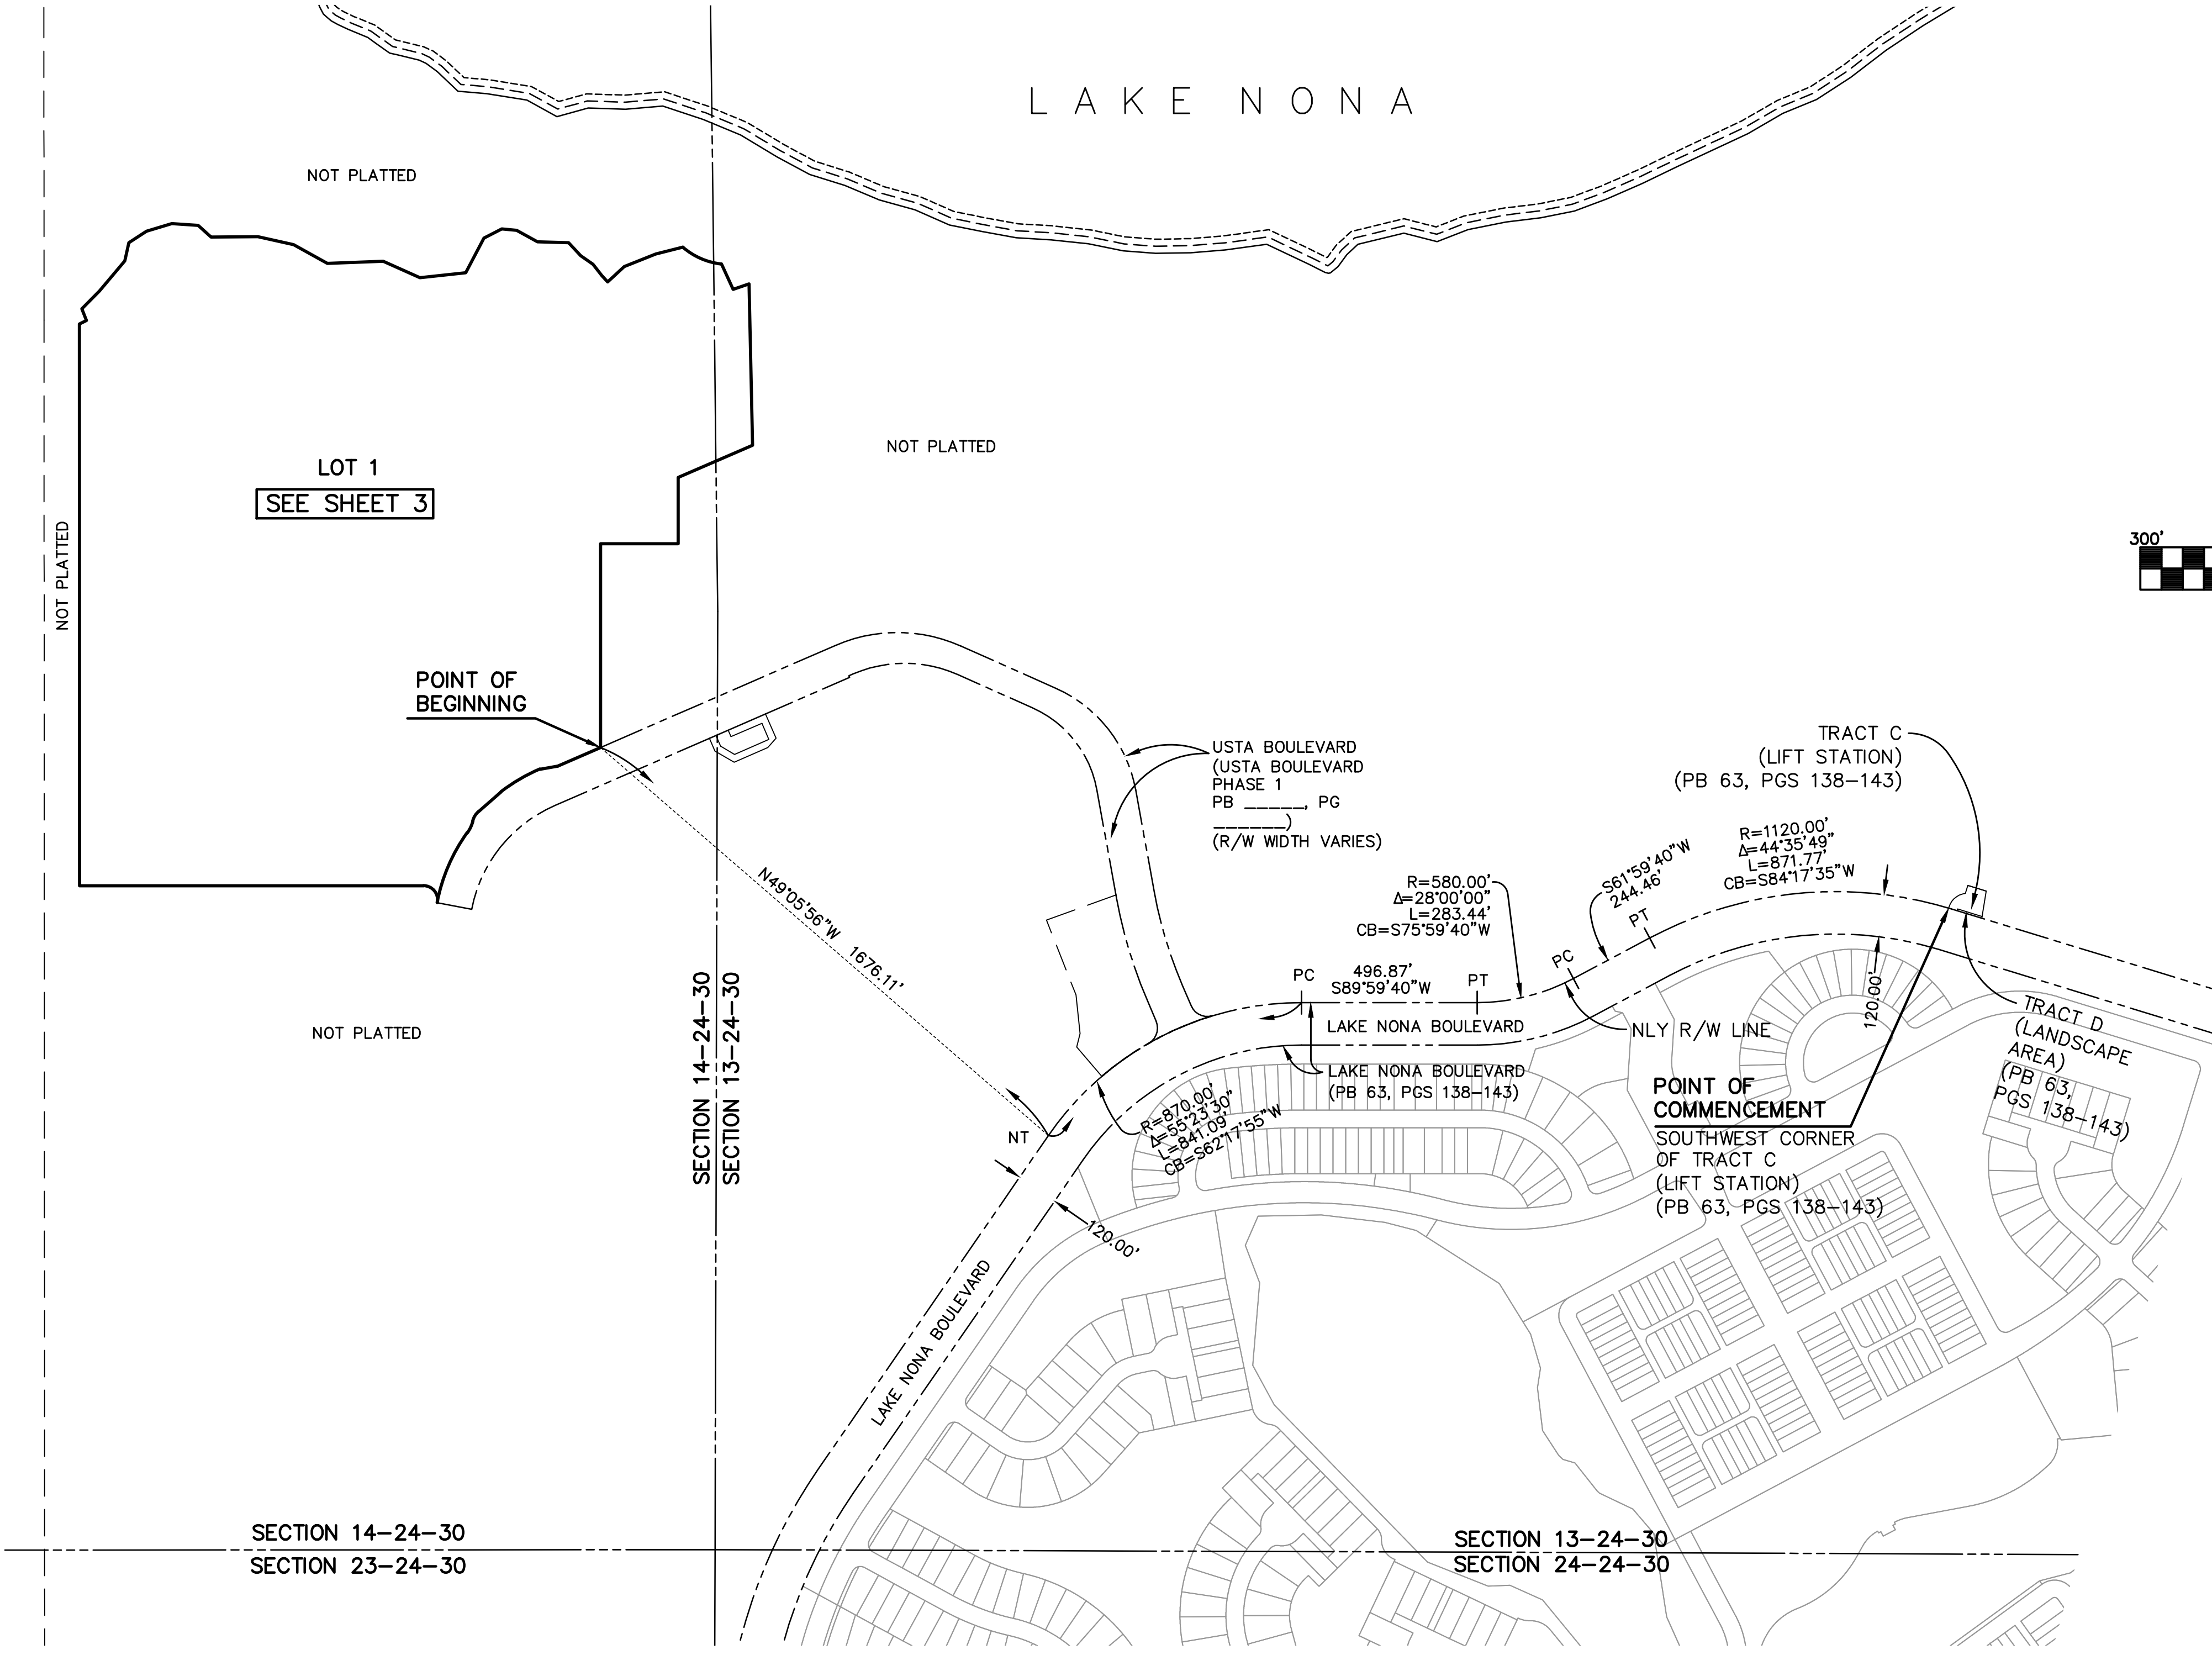 LAKE NONA
NOT PLATTED
NOT PLATTED
LOT 1
SEE SHEET 3
NOT PLATTED
300'
POINT OF
BEGINNING
USTA BOULEVARD
(USTA BOULEVARD
PHASE 1
PB _____, PG
______)
(R/W WIDTH VARIES)
TRACT C
(LIFT STATION)
(PB 63, PGS 138-143)
R=1120.00'
Δ=44°35'49"
L=871.77'
CB=S84°17'35"W
S61°59'40"W
244.46'
PT
R=580.00'
Δ=28°00'00"
L=283.44'
CB=S75°59'40"W
PC
N49°05'56"W 1676.11'
PC
496.87'
S89°59'40"W
PT
LAKE NONA BOULEVARD
NLY R/W LINE
120.00'
TRACT D
(LANDSCAPE
AREA)
(PB 63,
PGS 138-143)
NOT PLATTED
SECTION 14-24-30
SECTION 13-24-30
LAKE NONA BOULEVARD
(PB 63, PGS 138-143)
POINT OF
COMMENCEMENT
SOUTHWEST CORNER
OF TRACT C
(LIFT STATION)
(PB 63, PGS 138-143)
R=870.00'
Δ=55°23'30"
L=841.09'
CB=S62°17'55"W
NT
120.00'
LAKE NONA BOULEVARD
SECTION 14-24-30
SECTION 23-24-30
SECTION 13-24-30
SECTION 24-24-30